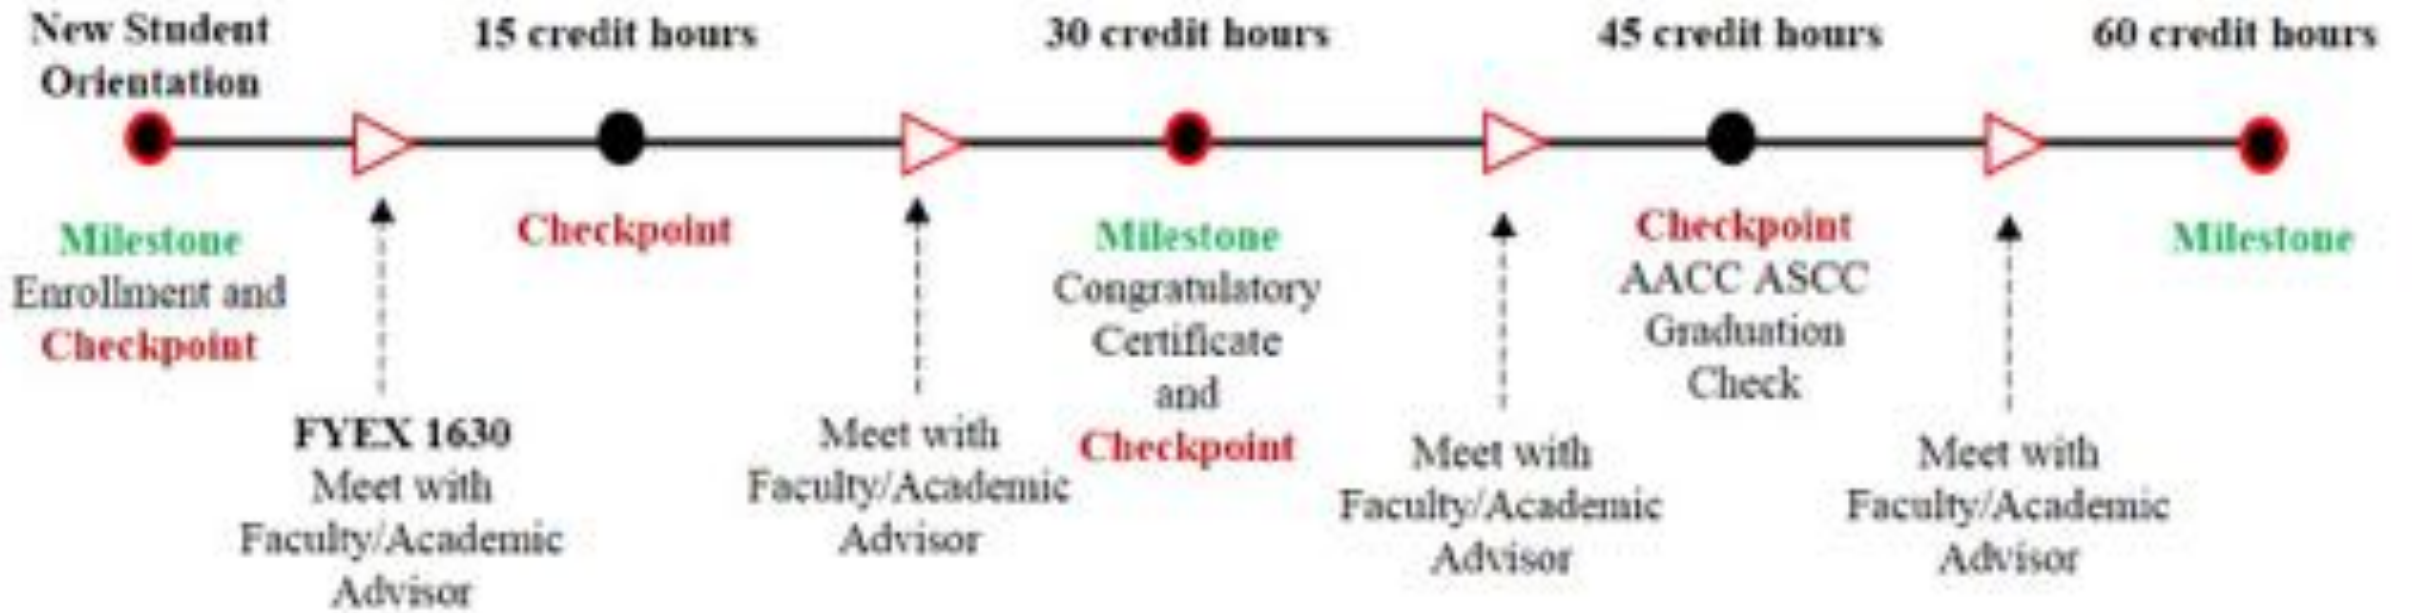 New Student
Orientation
15 credit hours
30 credit hours
45 credit hours
60 credit hours
Milestone
Enrollment and
Checkpoint
FYEX 1630
Meet with
Faculty/Academic
Advisor
Checkpoint
Meet with
Faculty/Academic
Advisor
Milestone
Congratulatory
Certificate
and
Checkpoint
Meet with
Faculty/Academic
Advisor
Checkpoint
AACC ASCC
Graduation
Check
Meet with
Faculty/Academic
Advisor
Milestone